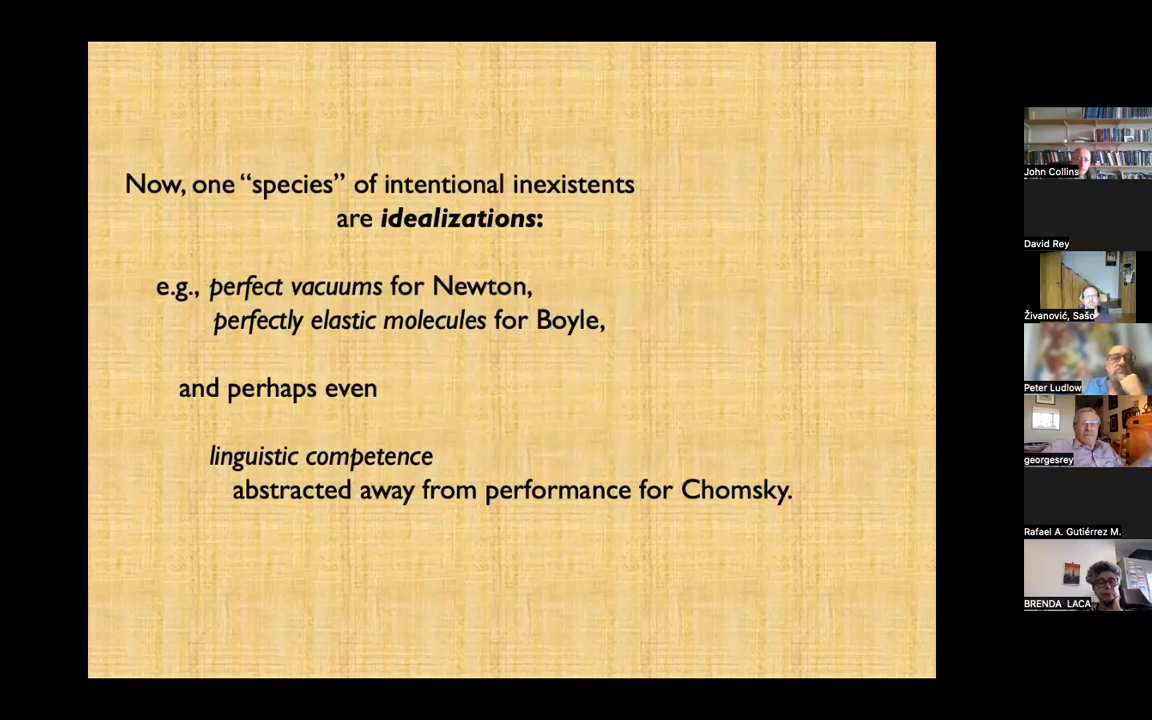 Now, one “species” of intentional inexistents
are idealizations:
e.g., perfect vacuums for Newton,
perfectly elastic molecules for Boyle,
and perhaps even
linguistic competence
abstracted away from performance for Chomsky.
John Collins
David Rey
Živanović, Sašo
Peter Ludlow
georgesrey
Rafael A. Gutiérrez M.
BRENDA LACA